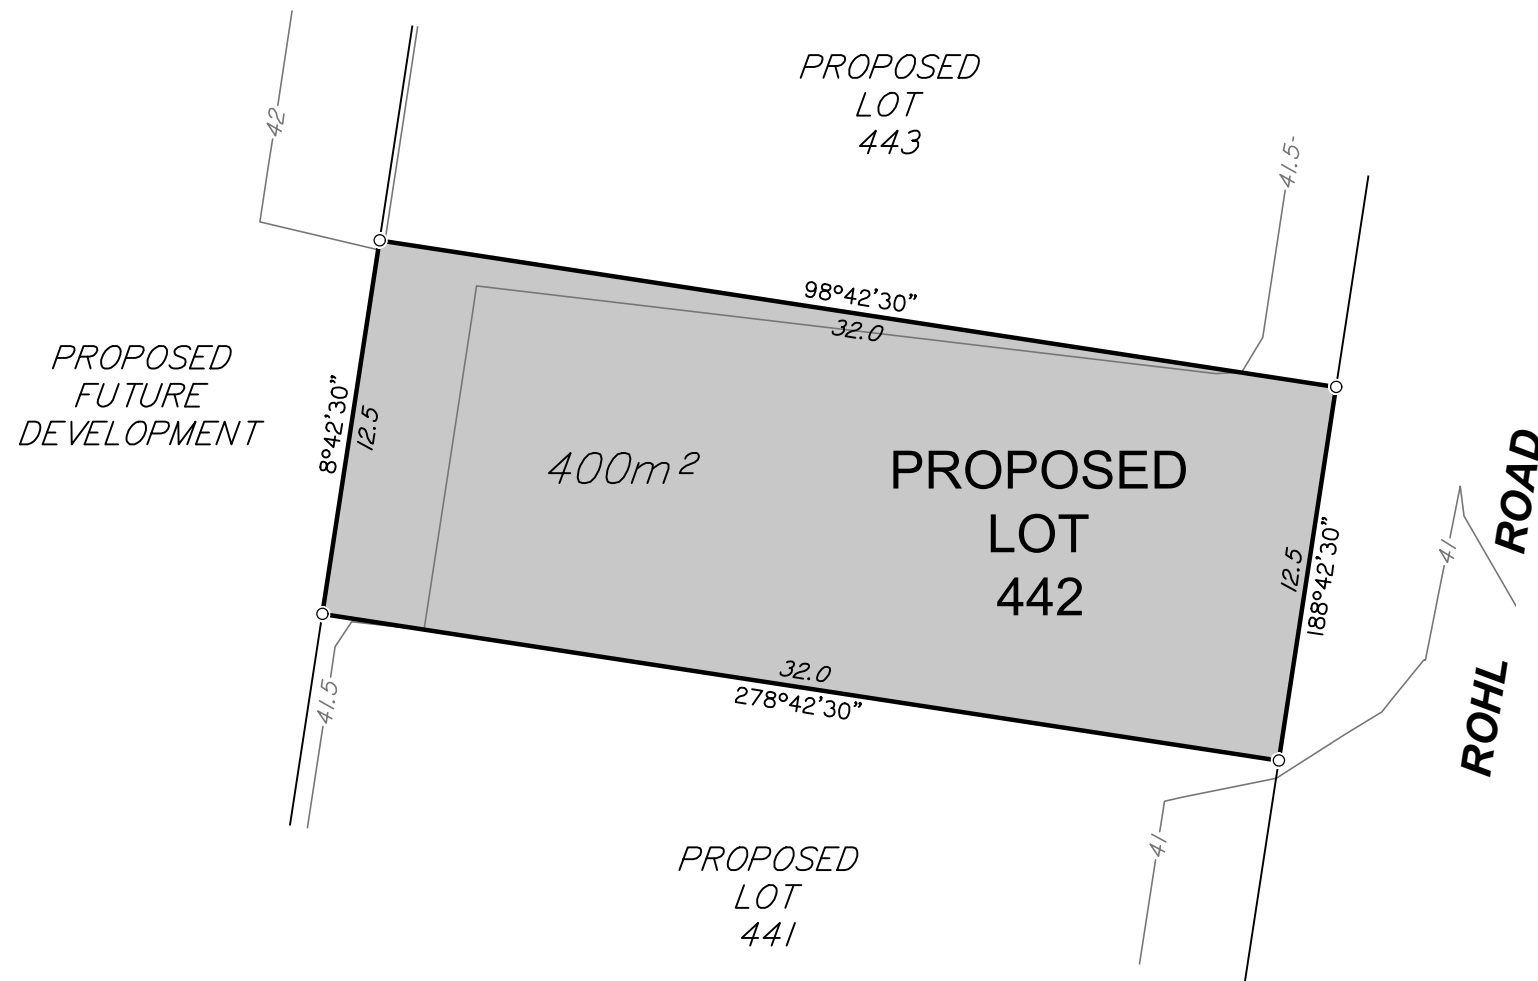 PROPOSED
LOT
443
42
41.5
98°42'30"
32.0
PROPOSED
FUTURE
DEVELOPMENT
8°42'30"
12.5
400m²
PROPOSED
LOT
442
12.5
188°42'30"
41
ROHL ROAD
32.0
278°42'30"
41.5
41
PROPOSED
LOT
441